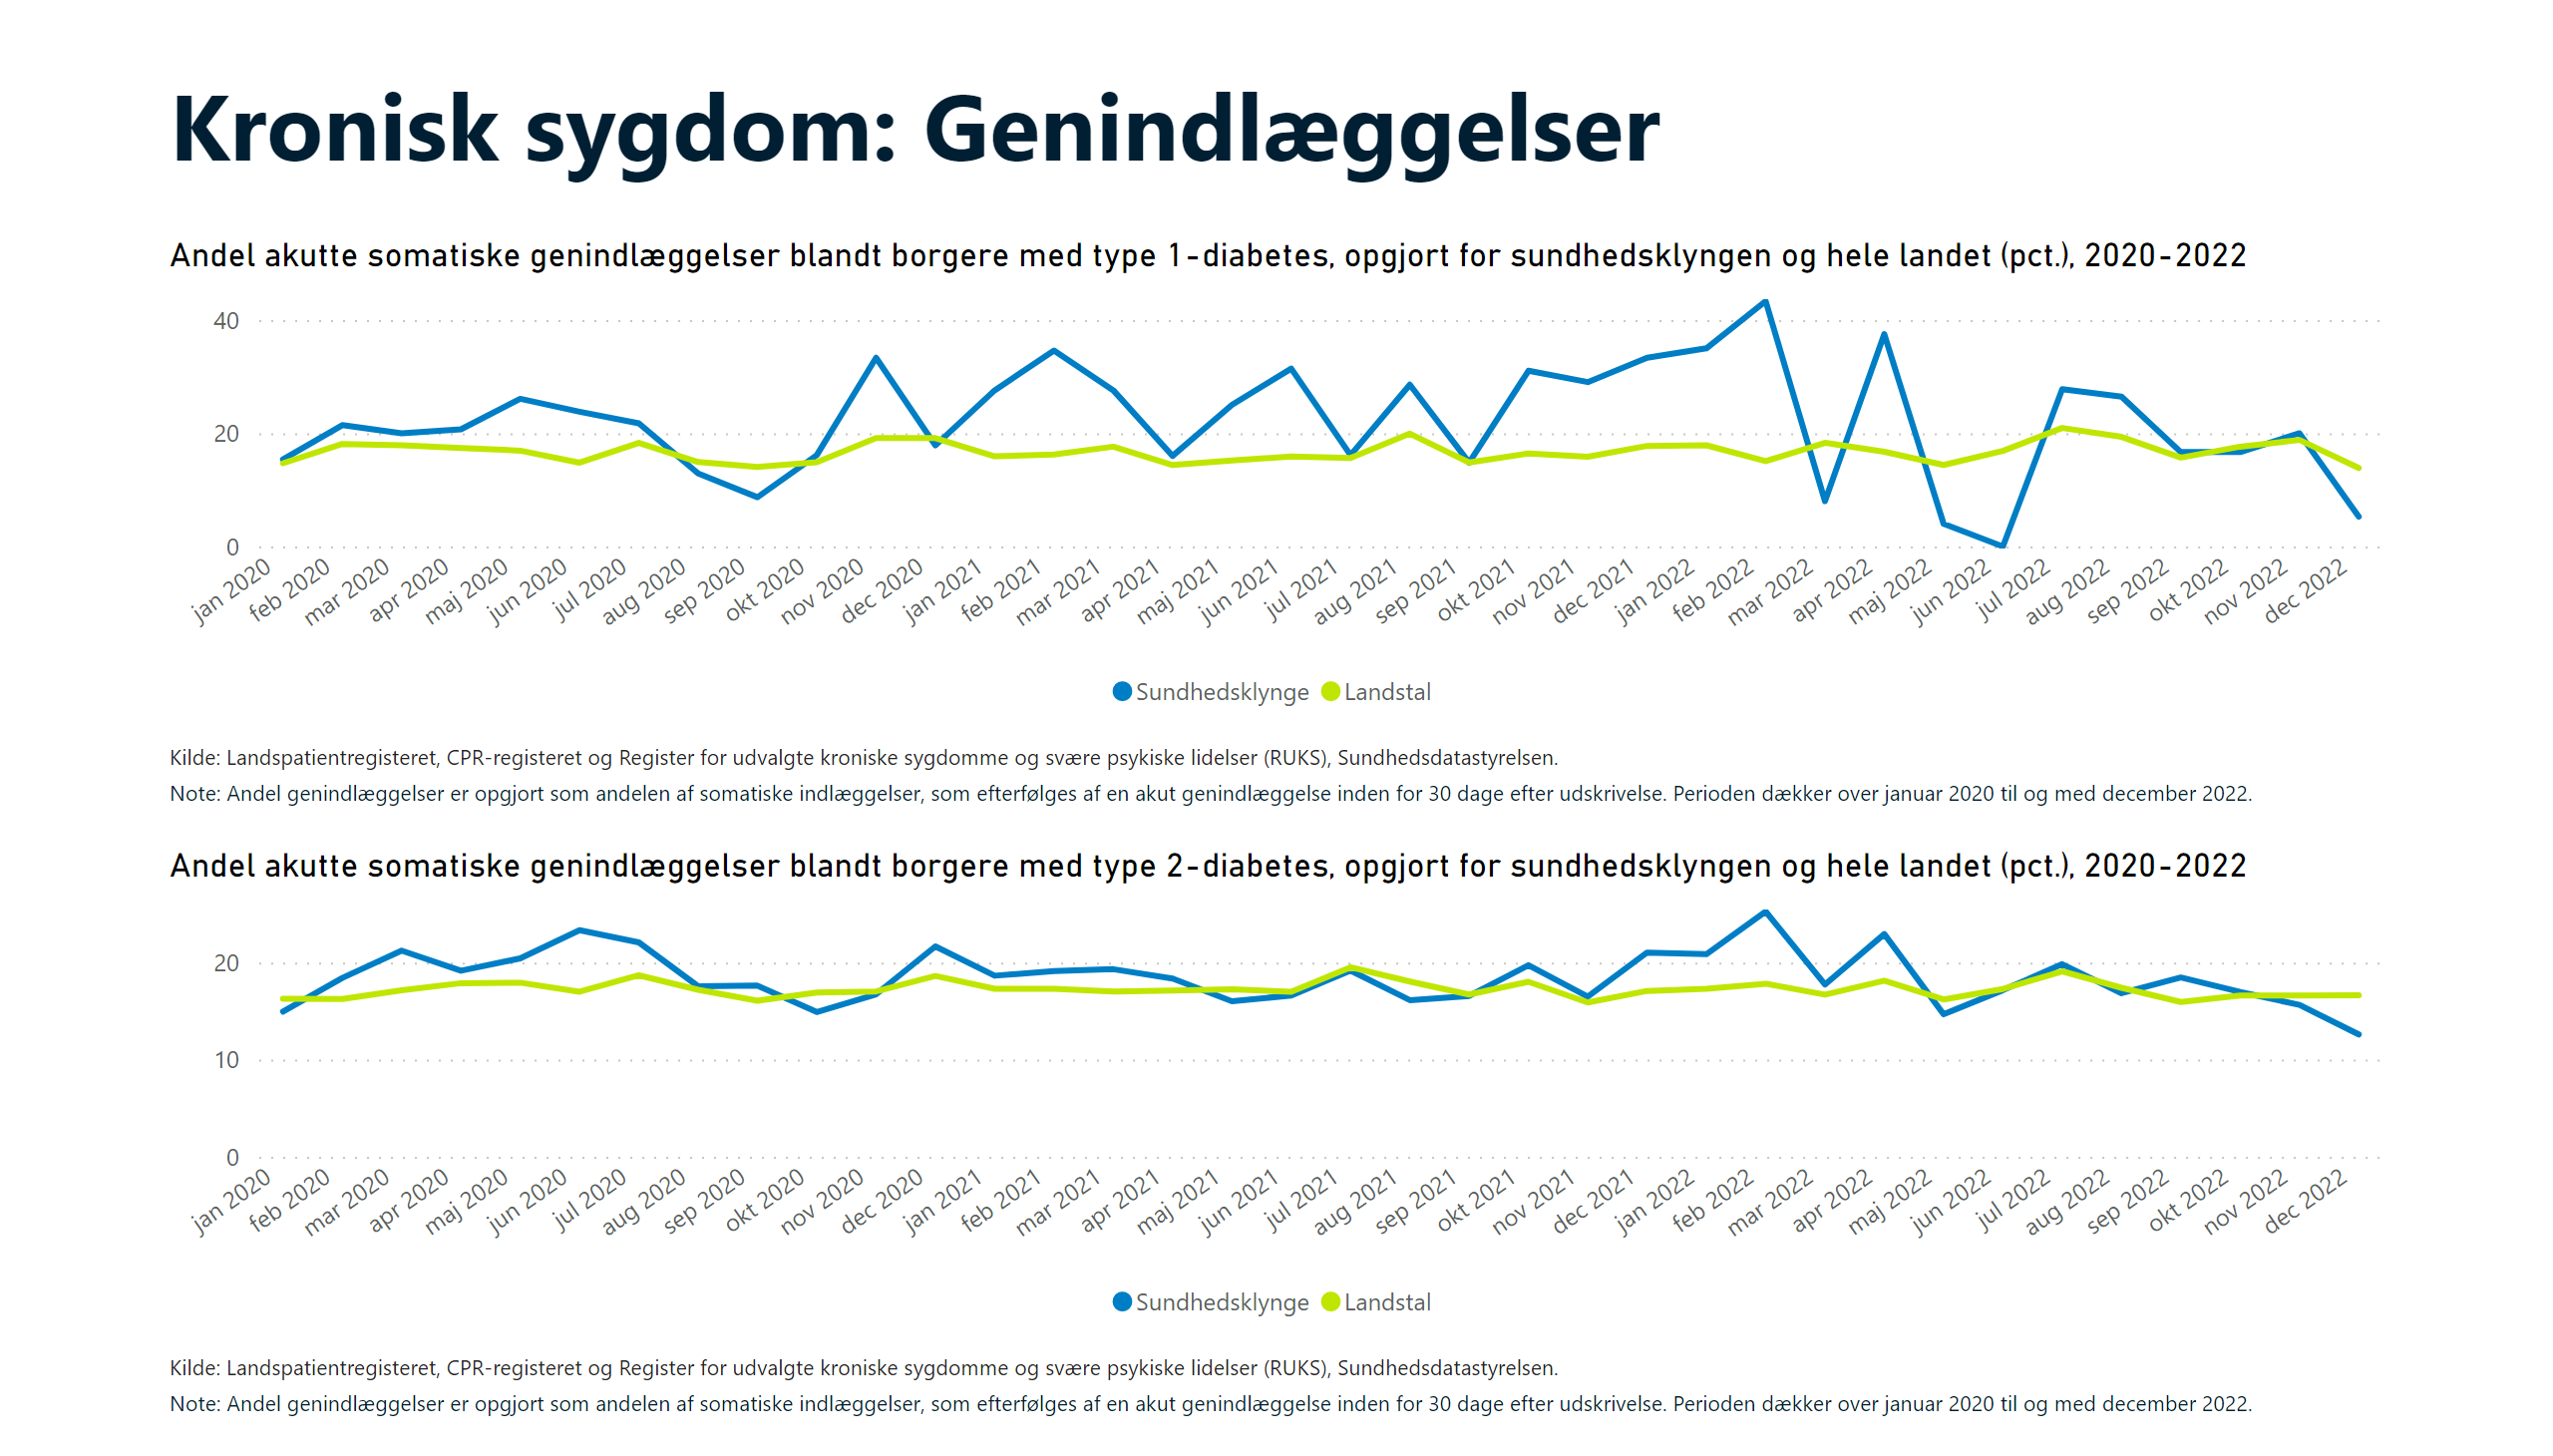 Kronisk sygdom: Genindlæggelser
Andel akutte somatiske genindlæggelser blandt borgere med type 1-diabetes, opgjort for sundhedsklyngen og hele landet (pct.), 2020-2022
40
20
0
jan 2020 feb 2020 mar 2020 apr 2020 maj 2020 jun 2020 jul 2020 aug 2020 sep 2020 okt 2020 nov 2020 dec 2020 jan 2021 feb 2021 mar 2021 apr 2021 maj 2021 jun 2021 jul 2021 aug 2021 sep 2021 okt 2021 nov 2021 dec 2021 jan 2022 feb 2022 mar 2022 apr 2022 maj 2022 jun 2022 jul 2022 aug 2022 sep 2022 okt 2022 nov 2022 dec 2022
Sundhedsklynge Landstal
Kilde: Landspatientregisteret, CPR-registeret og Register for udvalgte kroniske sygdomme og svære psykiske lidelser (RUKS), Sundhedsdatastyrelsen.
Note: Andel genindlæggelser er opgjort som andelen af somatiske indlæggelser, som efterfølges af en akut genindlæggelse inden for 30 dage efter udskrivelse. Perioden dækker over januar 2020 til og med december 2022.
Andel akutte somatiske genindlæggelser blandt borgere med type 2-diabetes, opgjort for sundhedsklyngen og hele landet (pct.), 2020-2022
20
10
0
jan 2020 feb 2020 mar 2020 apr 2020 maj 2020 jun 2020 jul 2020 aug 2020 sep 2020 okt 2020 nov 2020 dec 2020 jan 2021 feb 2021 mar 2021 apr 2021 maj 2021 jun 2021 jul 2021 aug 2021 sep 2021 okt 2021 nov 2021 dec 2021 jan 2022 feb 2022 mar 2022 apr 2022 maj 2022 jun 2022 jul 2022 aug 2022 sep 2022 okt 2022 nov 2022 dec 2022
Sundhedsklynge Landstal
Kilde: Landspatientregisteret, CPR-registeret og Register for udvalgte kroniske sygdomme og svære psykiske lidelser (RUKS), Sundhedsdatastyrelsen.
Note: Andel genindlæggelser er opgjort som andelen af somatiske indlæggelser, som efterfølges af en akut genindlæggelse inden for 30 dage efter udskrivelse. Perioden dækker over januar 2020 til og med december 2022.